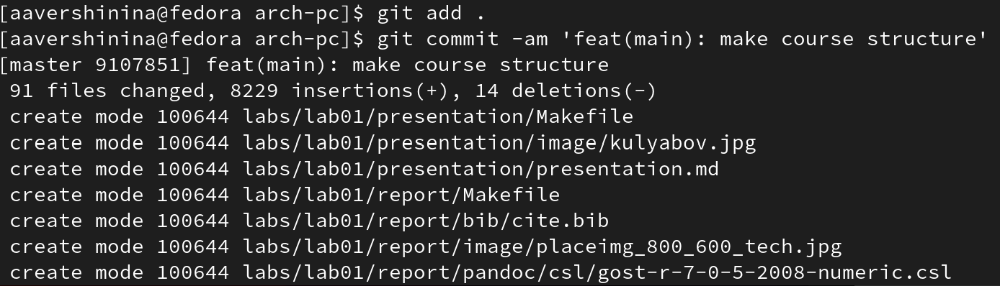 [aavershinina@fedora arch-pc]$ git add .
[aavershinina@fedora arch-pc]$ git commit -am 'feat(main): make course structure'
[master 9107851] feat(main): make course structure
 91 files changed, 8229 insertions(+), 14 deletions(-)
 create mode 100644 labs/lab01/presentation/Makefile
 create mode 100644 labs/lab01/presentation/image/kulyabov.jpg
 create mode 100644 labs/lab01/presentation/presentation.md
 create mode 100644 labs/lab01/report/Makefile
 create mode 100644 labs/lab01/report/bib/cite.bib
 create mode 100644 labs/lab01/report/image/placeimg_800_600_tech.jpg
 create mode 100644 labs/lab01/report/pandoc/csl/gost-r-7-0-5-2008-numeric.csl